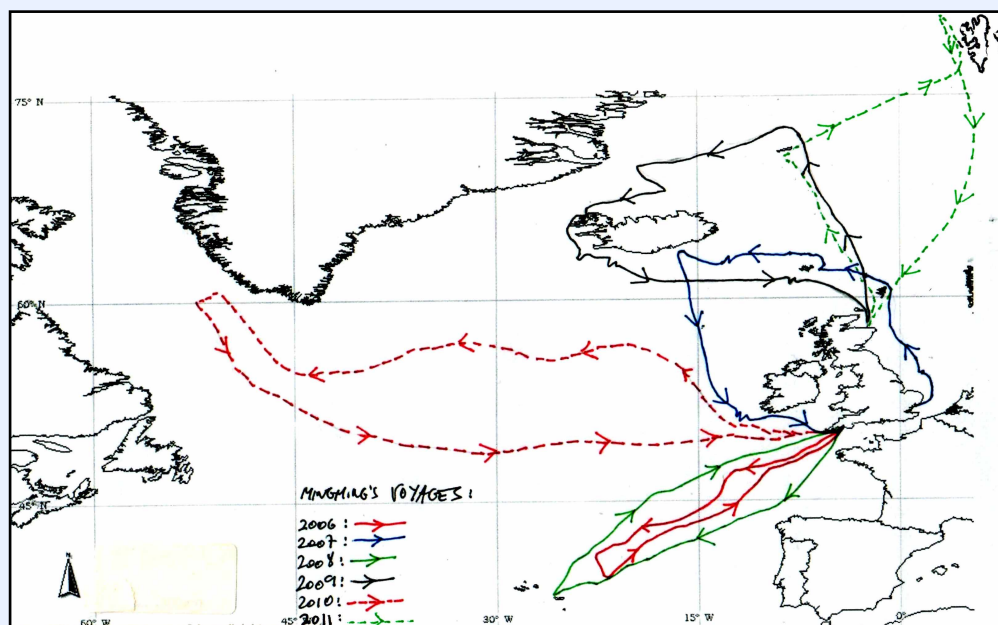 75° N
60° N
MINGMING'S VOYAGES:
45° N
2006:
2007:
2008:
2009:
2010:
2011:
N
60° W
45° W
30° W
15° W
0°